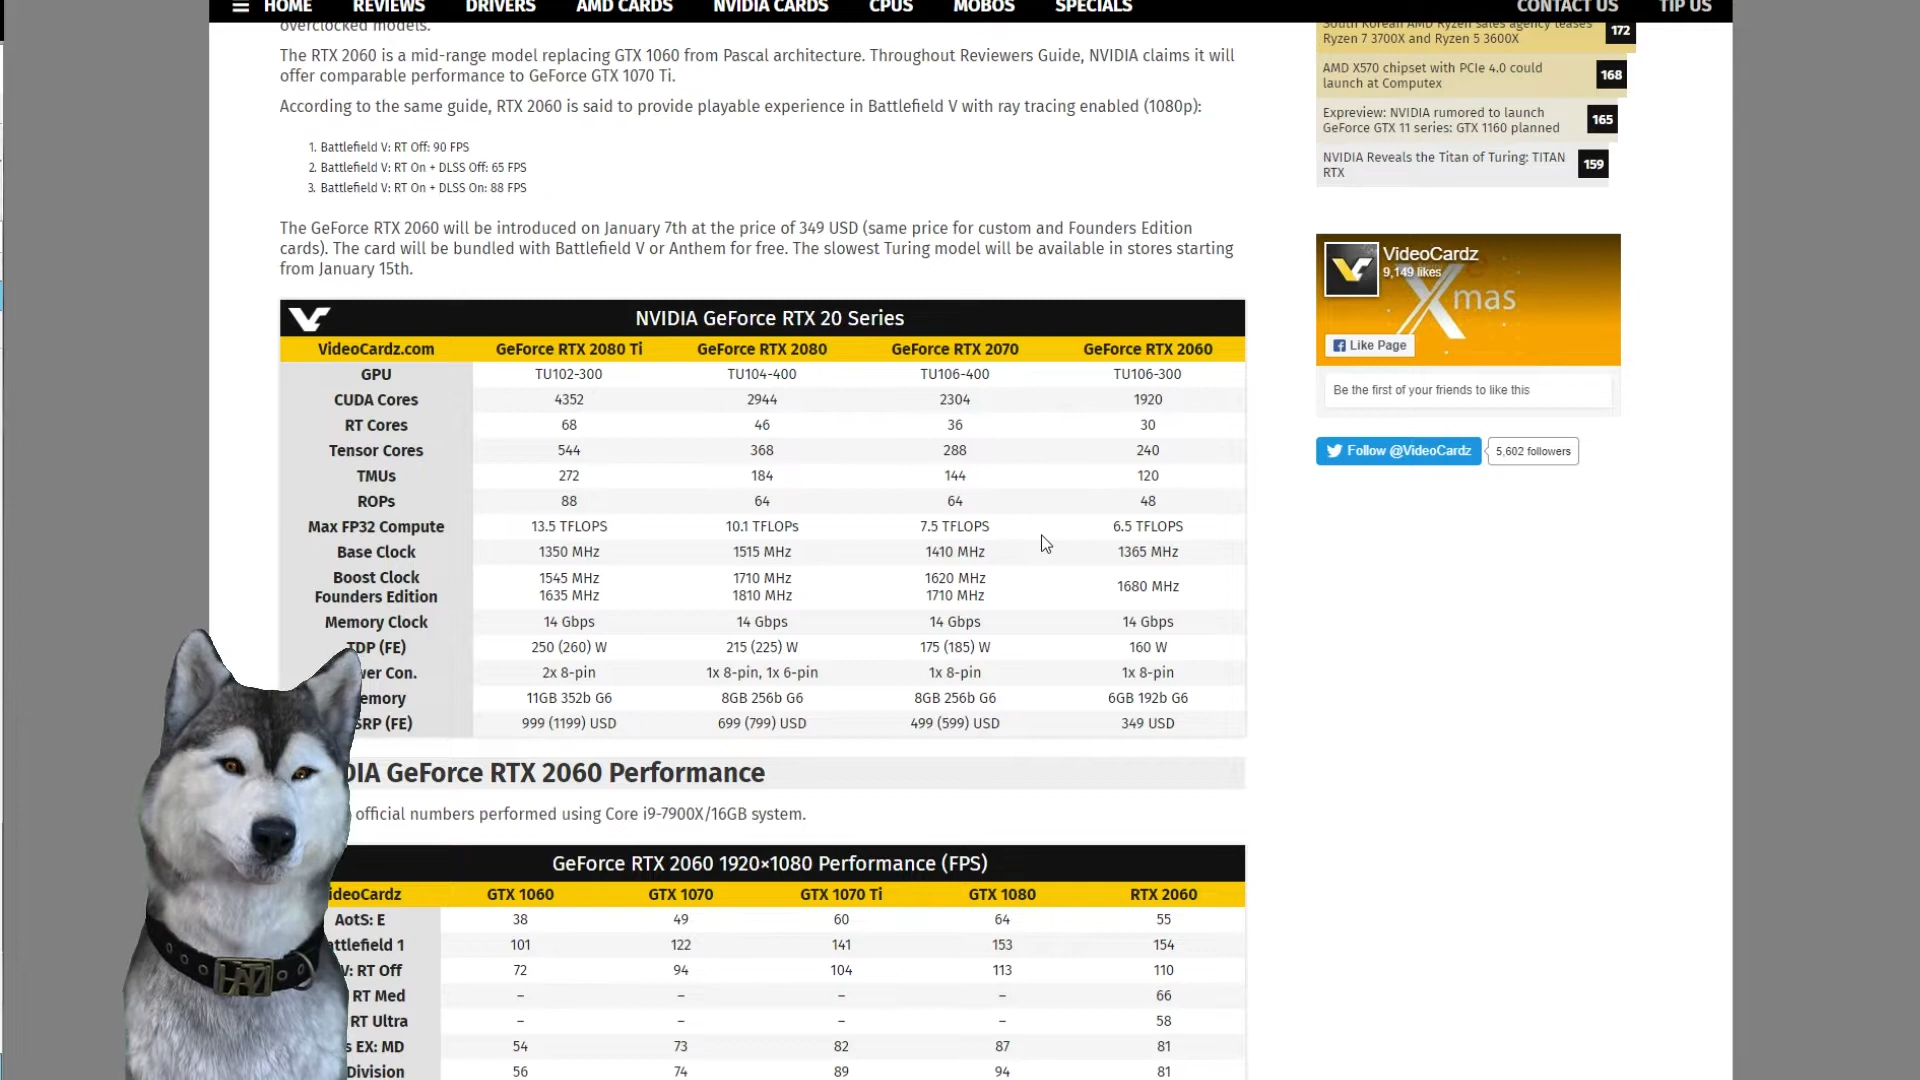 HOME REVIEWS DRIVERS AMD CARDS NVIDIA CARDS CPUS MOBOS SPECIALS CONTACT US TIP US
overclocked models.
The RTX 2060 is a mid-range model replacing GTX 1060 from Pascal architecture. Throughout Reviewers Guide, NVIDIA claims it will
offer comparable performance to GeForce GTX 1070 Ti.
According to the same guide, RTX 2060 is said to provide playable experience in Battlefield V with ray tracing enabled (1080p):
1. Battlefield V: RT Off: 90 FPS
2. Battlefield V: RT On + DLSS Off: 65 FPS
3. Battlefield V: RT On + DLSS On: 88 FPS
The GeForce RTX 2060 will be introduced on January 7th at the price of 349 USD (same price for custom and Founders Edition
cards). The card will be bundled with Battlefield V or Anthem for free. The slowest Turing model will be available in stores starting
from January 15th.
NVIDIA GeForce RTX 20 Series
VideoCardz.com GeForce RTX 2080 Ti GeForce RTX 2080 GeForce RTX 2070 GeForce RTX 2060
GPU TU102-300 TU104-400 TU106-400 TU106-300
CUDA Cores 4352 2944 2304 1920
RT Cores 68 46 36 30
Tensor Cores 544 368 288 240
TMUs 272 184 144 120
ROPs 88 64 64 48
Max FP32 Compute 13.5 TFLOPS 10.1 TFLOPs 7.5 TFLOPS 6.5 TFLOPS
Base Clock 1350 MHz 1515 MHz 1410 MHz 1365 MHz
Boost Clock 1545 MHz 1710 MHz 1620 MHz 1680 MHz
Founders Edition 1635 MHz 1810 MHz 1710 MHz
Memory Clock 14 Gbps 14 Gbps 14 Gbps 14 Gbps
TDP (FE) 250 (260) W 215 (225) W 175 (185) W 160 W
wer Con. 2x 8-pin 1x 8-pin, 1x 6-pin 1x 8-pin 1x 8-pin
emory 11GB 352b G6 8GB 256b G6 8GB 256b G6 6GB 192b G6
SRP (FE) 999 (1199) USD 699 (799) USD 499 (599) USD 349 USD
DIA GeForce RTX 2060 Performance
official numbers performed using Core i9-7900X/16GB system.
GeForce RTX 2060 1920×1080 Performance (FPS)
ideoCardz GTX 1060 GTX 1070 GTX 1070 Ti GTX 1080 RTX 2060
AotS: E 38 49 60 64 55
ttlefield 1 101 122 141 153 154
V: RT Off 72 94 104 113 110
RT Med – – – – 66
RT Ultra – – – – 58
s EX: MD 54 73 82 87 81
Division 56 74 89 94 81
South Korean AMD Ryzen sales agency teases
Ryzen 7 3700X and Ryzen 5 3600X 172
AMD X570 chipset with PCIe 4.0 could
launch at Computex 168
Expreview: NVIDIA rumored to launch
GeForce GTX 11 series: GTX 1160 planned 165
NVIDIA Reveals the Titan of Turing: TITAN
RTX 159
VideoCardz
9,149 likes
Xmas
Like Page
Be the first of your friends to like this
Follow @VideoCardz 5,602 followers